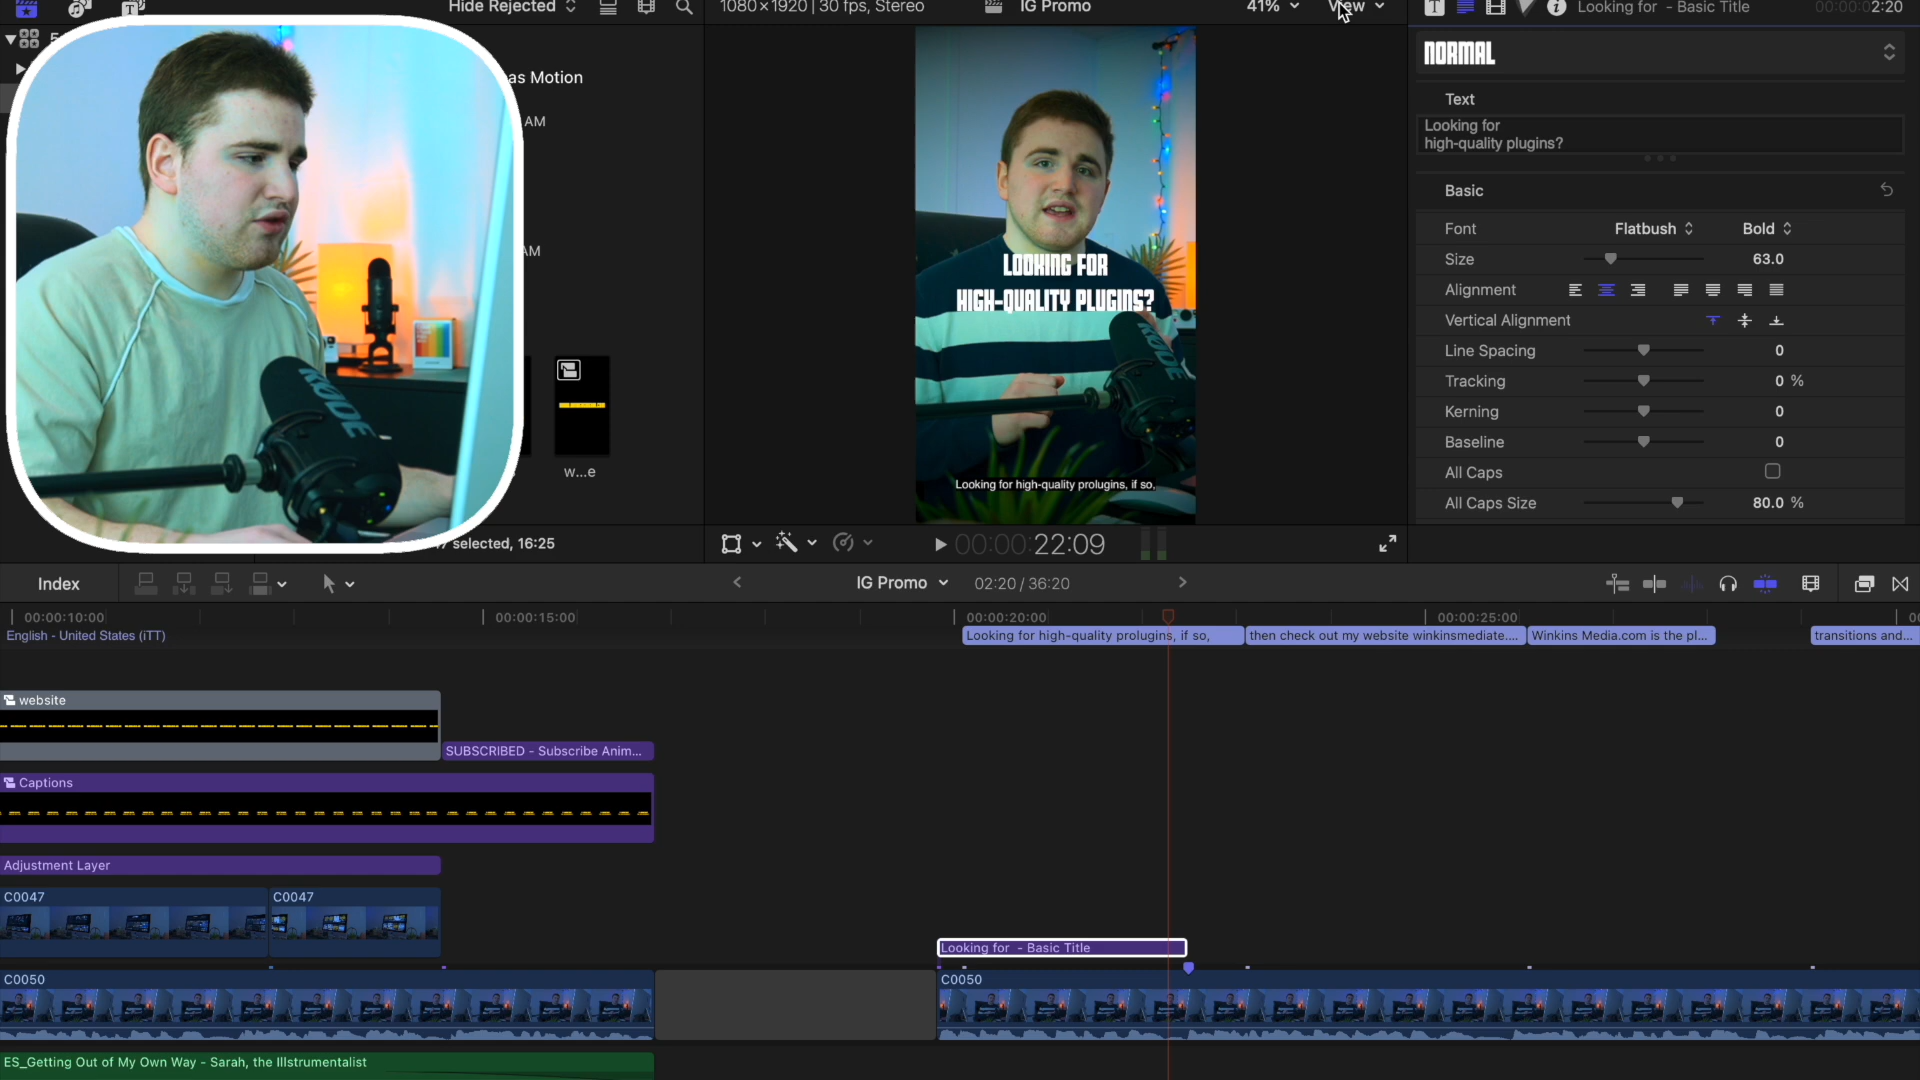 Hide Rejected
1080×1920 | 30 fps, Stereo
IG Promo
41%
View
Looking for - Basic Title
00:00:02:20
as Motion
AM
AM
w...e
7 selected, 16:25
NORMAL
Text
Looking for
high-quality plugins?
Basic
Font
Flatbush
Bold
Size
63.0
Alignment
Vertical Alignment
Line Spacing
0
Tracking
0 %
Kerning
0
Baseline
0
All Caps
All Caps Size
80.0 %
LOOKING FOR
HIGH-QUALITY PLUGINS?
Looking for high-quality prolugins, if so,
RØDE
RØDE
00:00:22:09
Index
IG Promo
02:20 / 36:20
00:00:10:00
00:00:15:00
00:00:20:00
00:00:25:00
English - United States (iTT)
Looking for high-quality prolugins, if so,
then check out my website winkinsmediate....
Winkins Media.com is the pl...
transitions and...
website
SUBSCRIBED - Subscribe Anim...
Captions
Adjustment Layer
C0047
C0047
Looking for - Basic Title
C0050
C0050
ES_Getting Out of My Own Way - Sarah, the Illstrumentalist